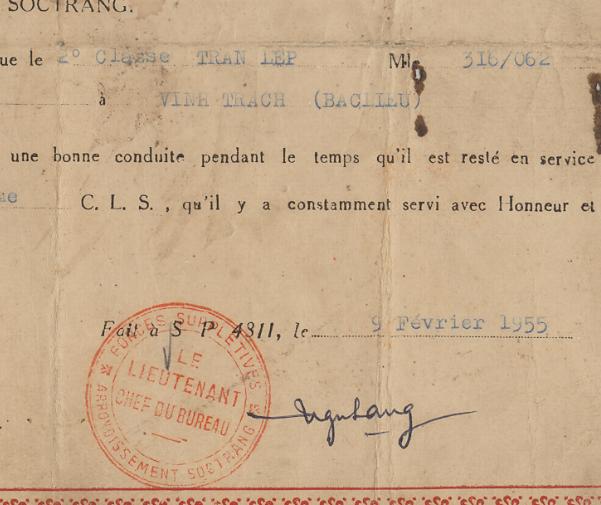 SOCTRANG.
ue le 2° Classe TRAN LEP Mle 316/062
à VINH TRACH (BACLIEU)
une bonne conduite pendant le temps qu'il est resté en service
C. L. S. , qu'il y a constamment servi avec Honneur et
Fait à S P 4811, le 9 Février 1955
FORCES SUPPLETIVES
LE
LIEUTENANT
CHEF DU BUREAU
ARRONDISSEMENT SOCTRANG